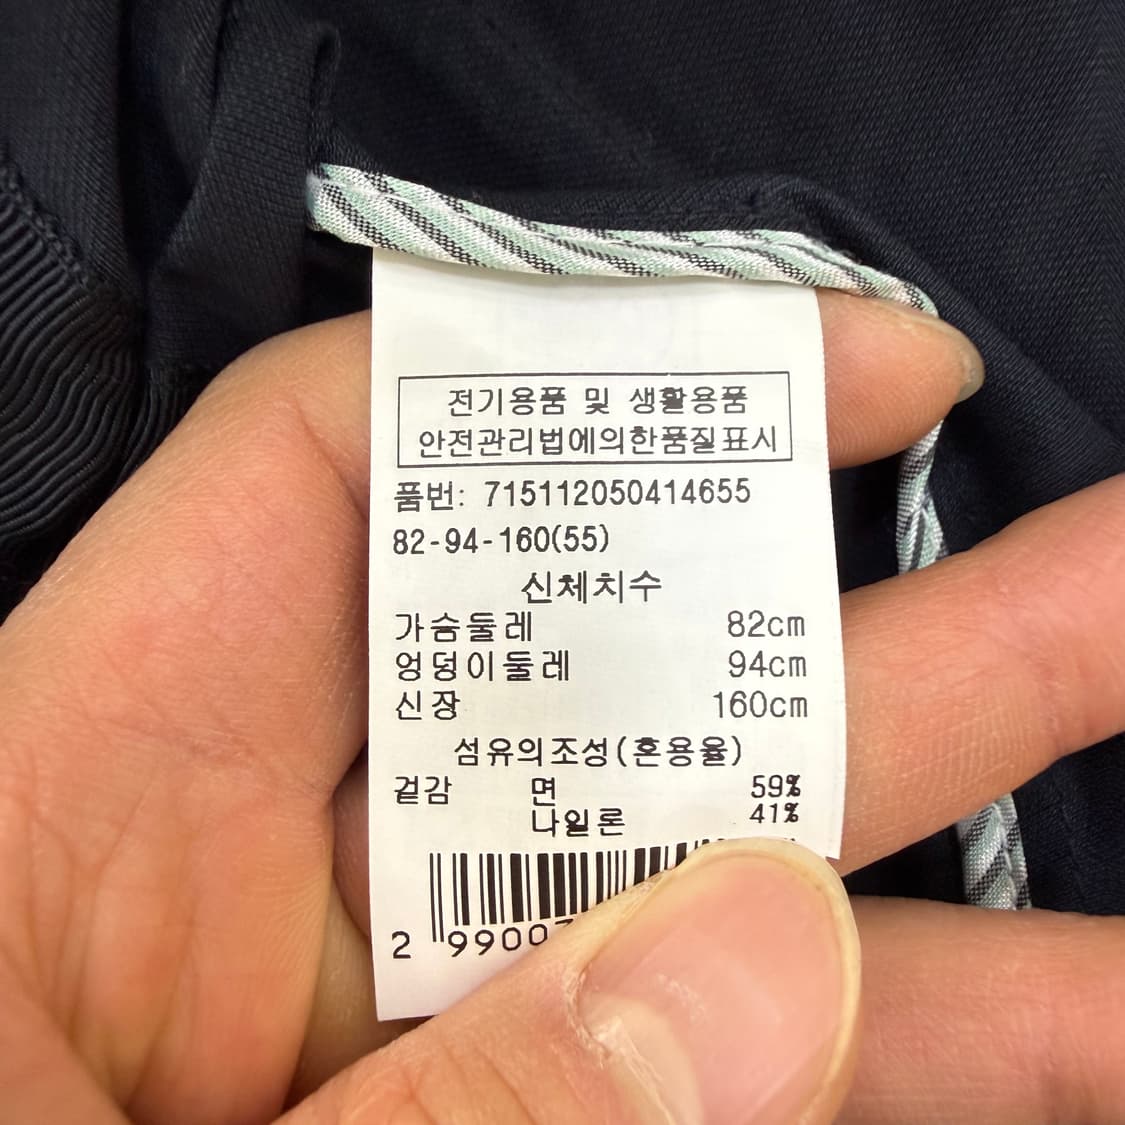 전기용품 및 생활용품
안전관리법에의한품질표시
품번: 715112050414655
82-94-160(55)
신체치수
가슴둘레 82cm
엉덩이둘레 94cm
신장 160cm
섬유의조성(혼용율)
겉감 면 59%
나일론 41%
2 9900